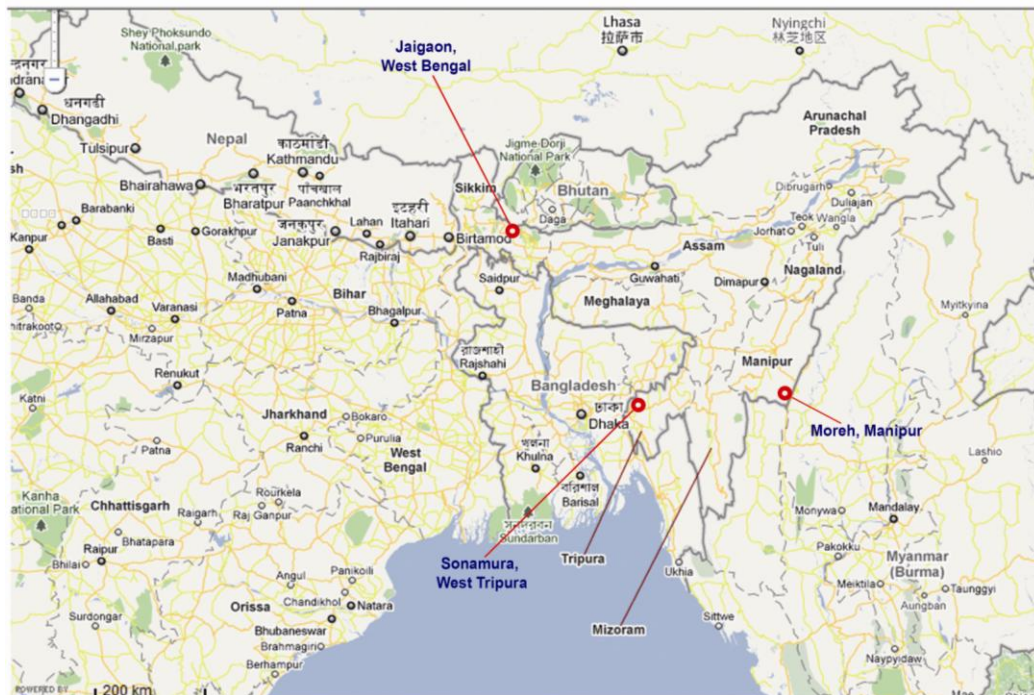 Shey Phoksundo
National park
Jaigaon,
West Bengal
Lhasa
拉萨市
Nyingchi
林芝地区
धनगढी
Dhangadhi
Tulsipur
Nepal
काठमांडौ
Kathmandu
Bhairahawa
भरतपुर
Bharatpur
पाँचखाल
Paanchkhal
Sikkim
Jigme Dorji
National Park
Bhutan
Daga
Arunachal
Pradesh
Dibrugarh
Duliajan
Barabanki
Kanpur
Basti
Gorakhpur
जनकपुर
Janakpur
Lahan
Rajbiraj
इटहरी
Itahari
Birtamod
Assam
Teok
Wangla
Jorhat
Tuli
Guwahati
Dimapur
Nagaland
Saidpur
Meghalaya
Madhubani
Bihar
Patna
Bhagalpur
Banda
Allahabad
Varanasi
Mirzapur
Myitkyina
Renukut
রাজশাহী
Rajshahi
Bangladesh
ঢাকা
Dhaka
Manipur
Moreh, Manipur
Katni
Jharkhand
Bokaro
Purulia
Ranchi
Patna
West
Bengal
খুলনা
Khulna
বরিশাল
Barisal
Lashio
Kanha
National Park
Chhattisgarh
Rourkela
Raj Ganpur
Raigarh
Bhatapara
Raipur
Bhilai
সুন্দরবন
Sundarban
Monywa
Mandalay
Pakokku
Myanmar
(Burma)
Meiktila
Taunggyi
Aungban
Sonamura,
West Tripura
Tripura
Ukhia
Mizoram
Sittwe
Naypyidaw
Surdongar
Angul
Panikoili
Chandikhol
Natara
Orissa
Bhubaneswar
Brahmagiri
Berhampur
POWERED BY
200 km